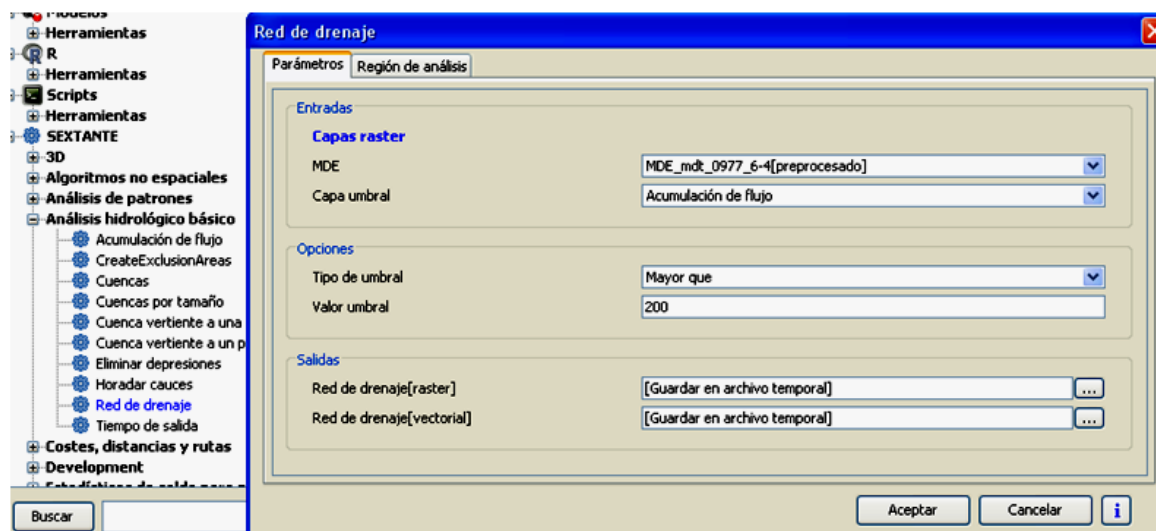 Modelos
Herramientas
R
Herramientas
Scripts
Herramientas
SEXTANTE
3D
Algoritmos no espaciales
Análisis de patrones
Análisis hidrológico básico
Acumulación de flujo
CreateExclusionAreas
Cuencas
Cuencas por tamaño
Cuenca vertiente a una
Cuenca vertiente a un p
Eliminar depresiones
Horadar cauces
Red de drenaje
Tiempo de salida
Costes, distancias y rutas
Development
Buscar
Red de drenaje
Parámetros Región de análisis
Entradas
Capas raster
MDE MDE_mdt_0977_6-4[preprocesado]
Capa umbral Acumulación de flujo
Opciones
Tipo de umbral Mayor que
Valor umbral 200
Salidas
Red de drenaje[raster] [Guardar en archivo temporal] ...
Red de drenaje[vectorial] [Guardar en archivo temporal] ...
Aceptar Cancelar i